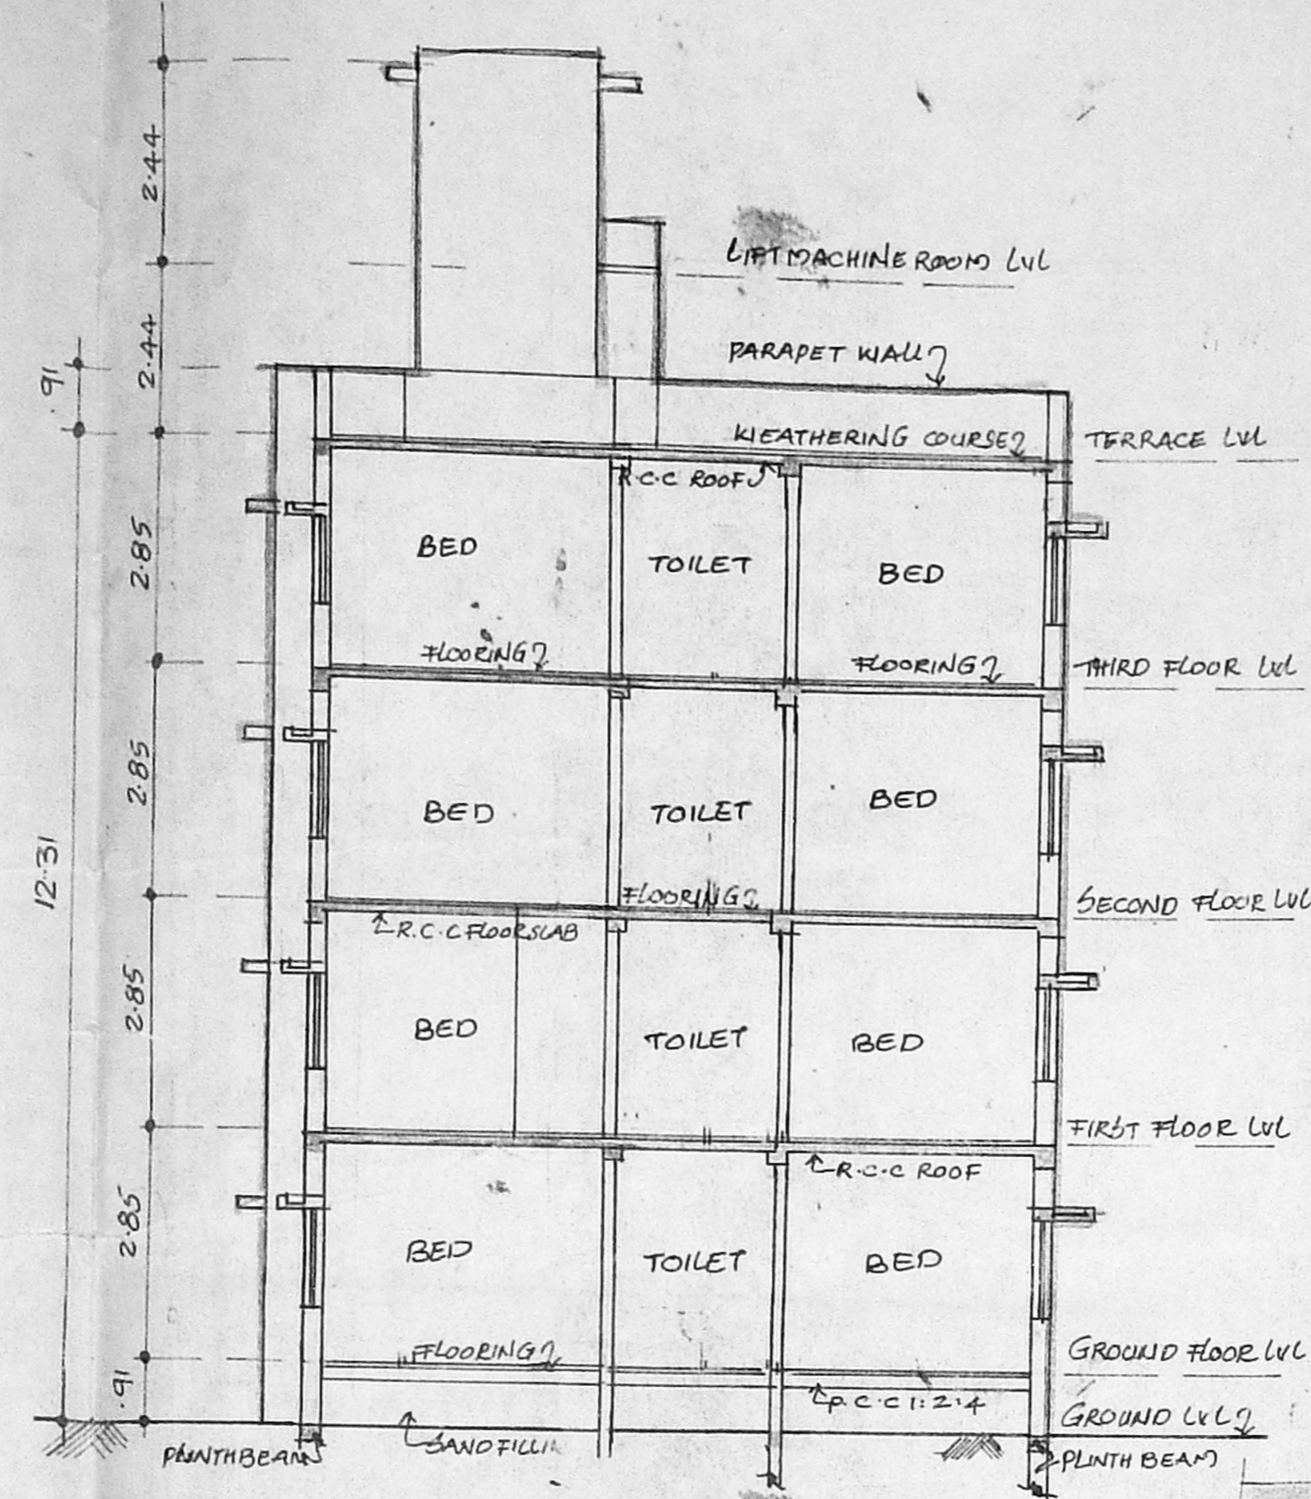 2.44
LIFT MACHINE ROOM LVL
2.44
PARAPET WALL
.91
WEATHERING COURSE
TERRACE LVL
R.C.C ROOF
2.85
BED
TOILET
BED
FLOORING
FLOORING
THIRD FLOOR LVL
2.85
BED
TOILET
BED
12.31
FLOORING
SECOND FLOOR LVL
R.C.C FLOOR SLAB
2.85
BED
TOILET
BED
FIRST FLOOR LVL
R.C.C ROOF
2.85
BED
TOILET
BED
FLOORING
GROUND FLOOR LVL
.91
P.C.C 1:2:4
GROUND LVL
PLINTH BEAM
SAND
PLINTH BEAM